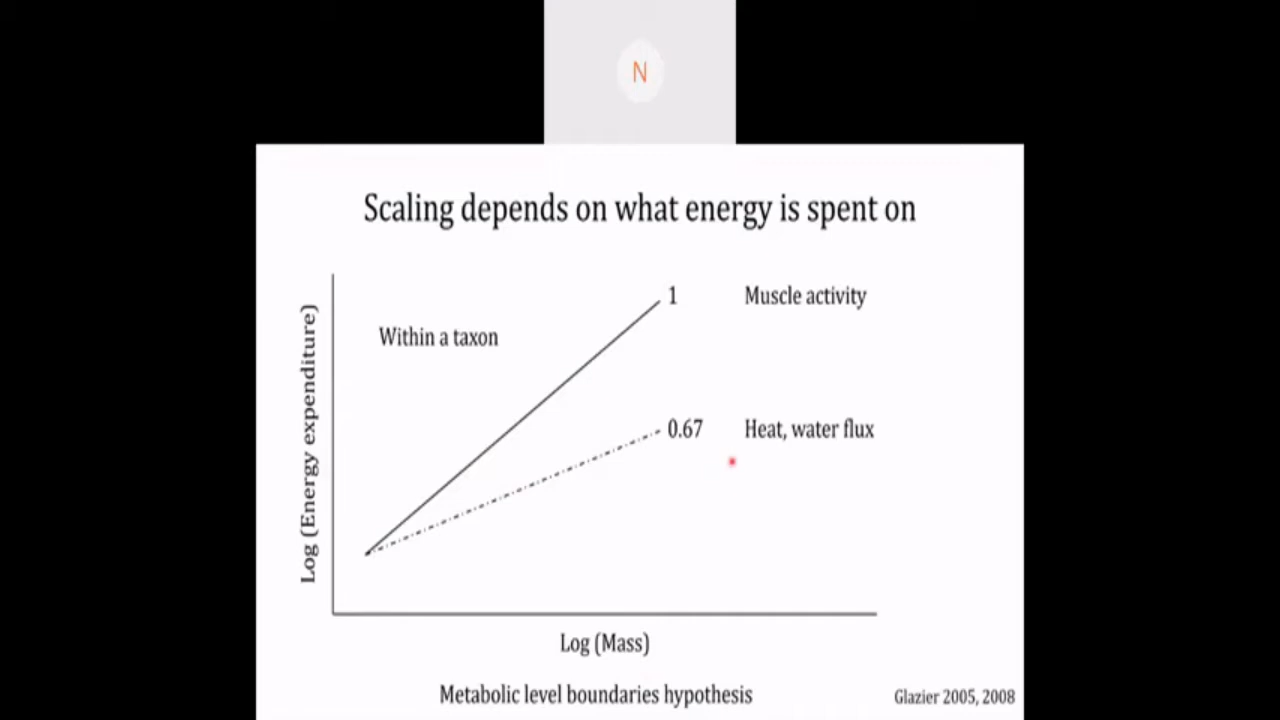 N
Scaling depends on what energy is spent on
1 Muscle activity
Within a taxon
0.67 Heat, water flux
Log (Energy expenditure)
Log (Mass)
Metabolic level boundaries hypothesis
Glazier 2005, 2008